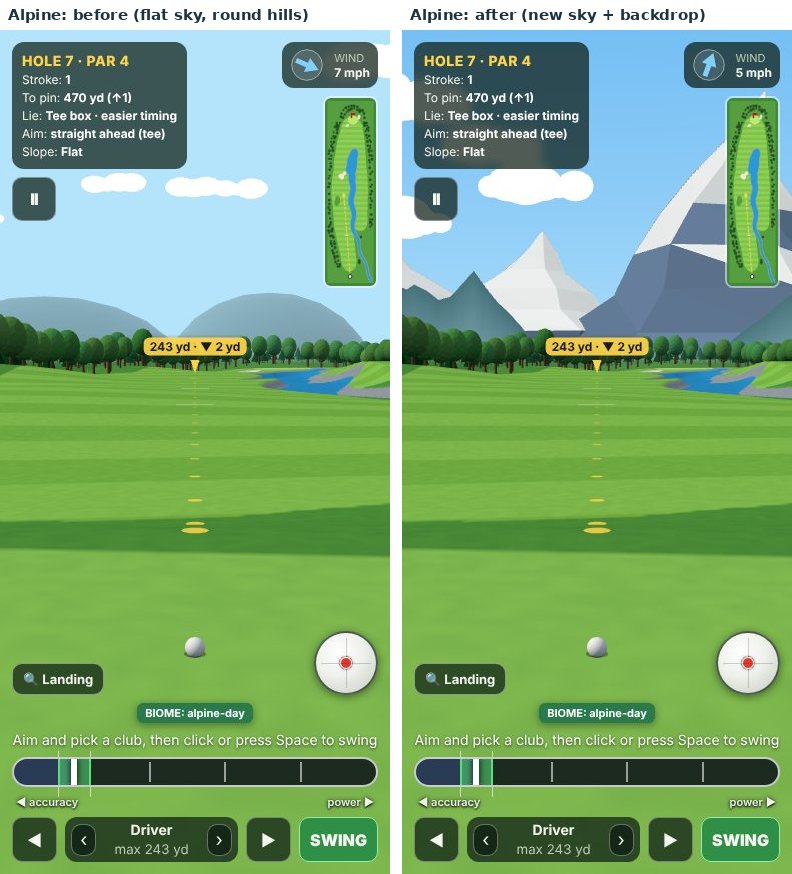 Alpine: before (flat sky, round hills)
HOLE 7 · PAR 4
Stroke: 1
To pin: 470 yd (↑1)
Lie: Tee box · easier timing
Aim: straight ahead (tee)
Slope: Flat
WIND
7 mph
243 yd · ▼ 2 yd
🔍 Landing
BIOME: alpine-day
Aim and pick a club, then click or press Space to swing
◀ accuracy
power ▶
◀
‹
Driver
max 243 yd
›
▶
SWING
Alpine: after (new sky + backdrop)
HOLE 7 · PAR 4
Stroke: 1
To pin: 470 yd (↑1)
Lie: Tee box · easier timing
Aim: straight ahead (tee)
Slope: Flat
WIND
5 mph
243 yd · ▼ 2 yd
🔍 Landing
BIOME: alpine-day
Aim and pick a club, then click or press Space to swing
◀ accuracy
power ▶
◀
‹
Driver
max 243 yd
›
▶
SWING